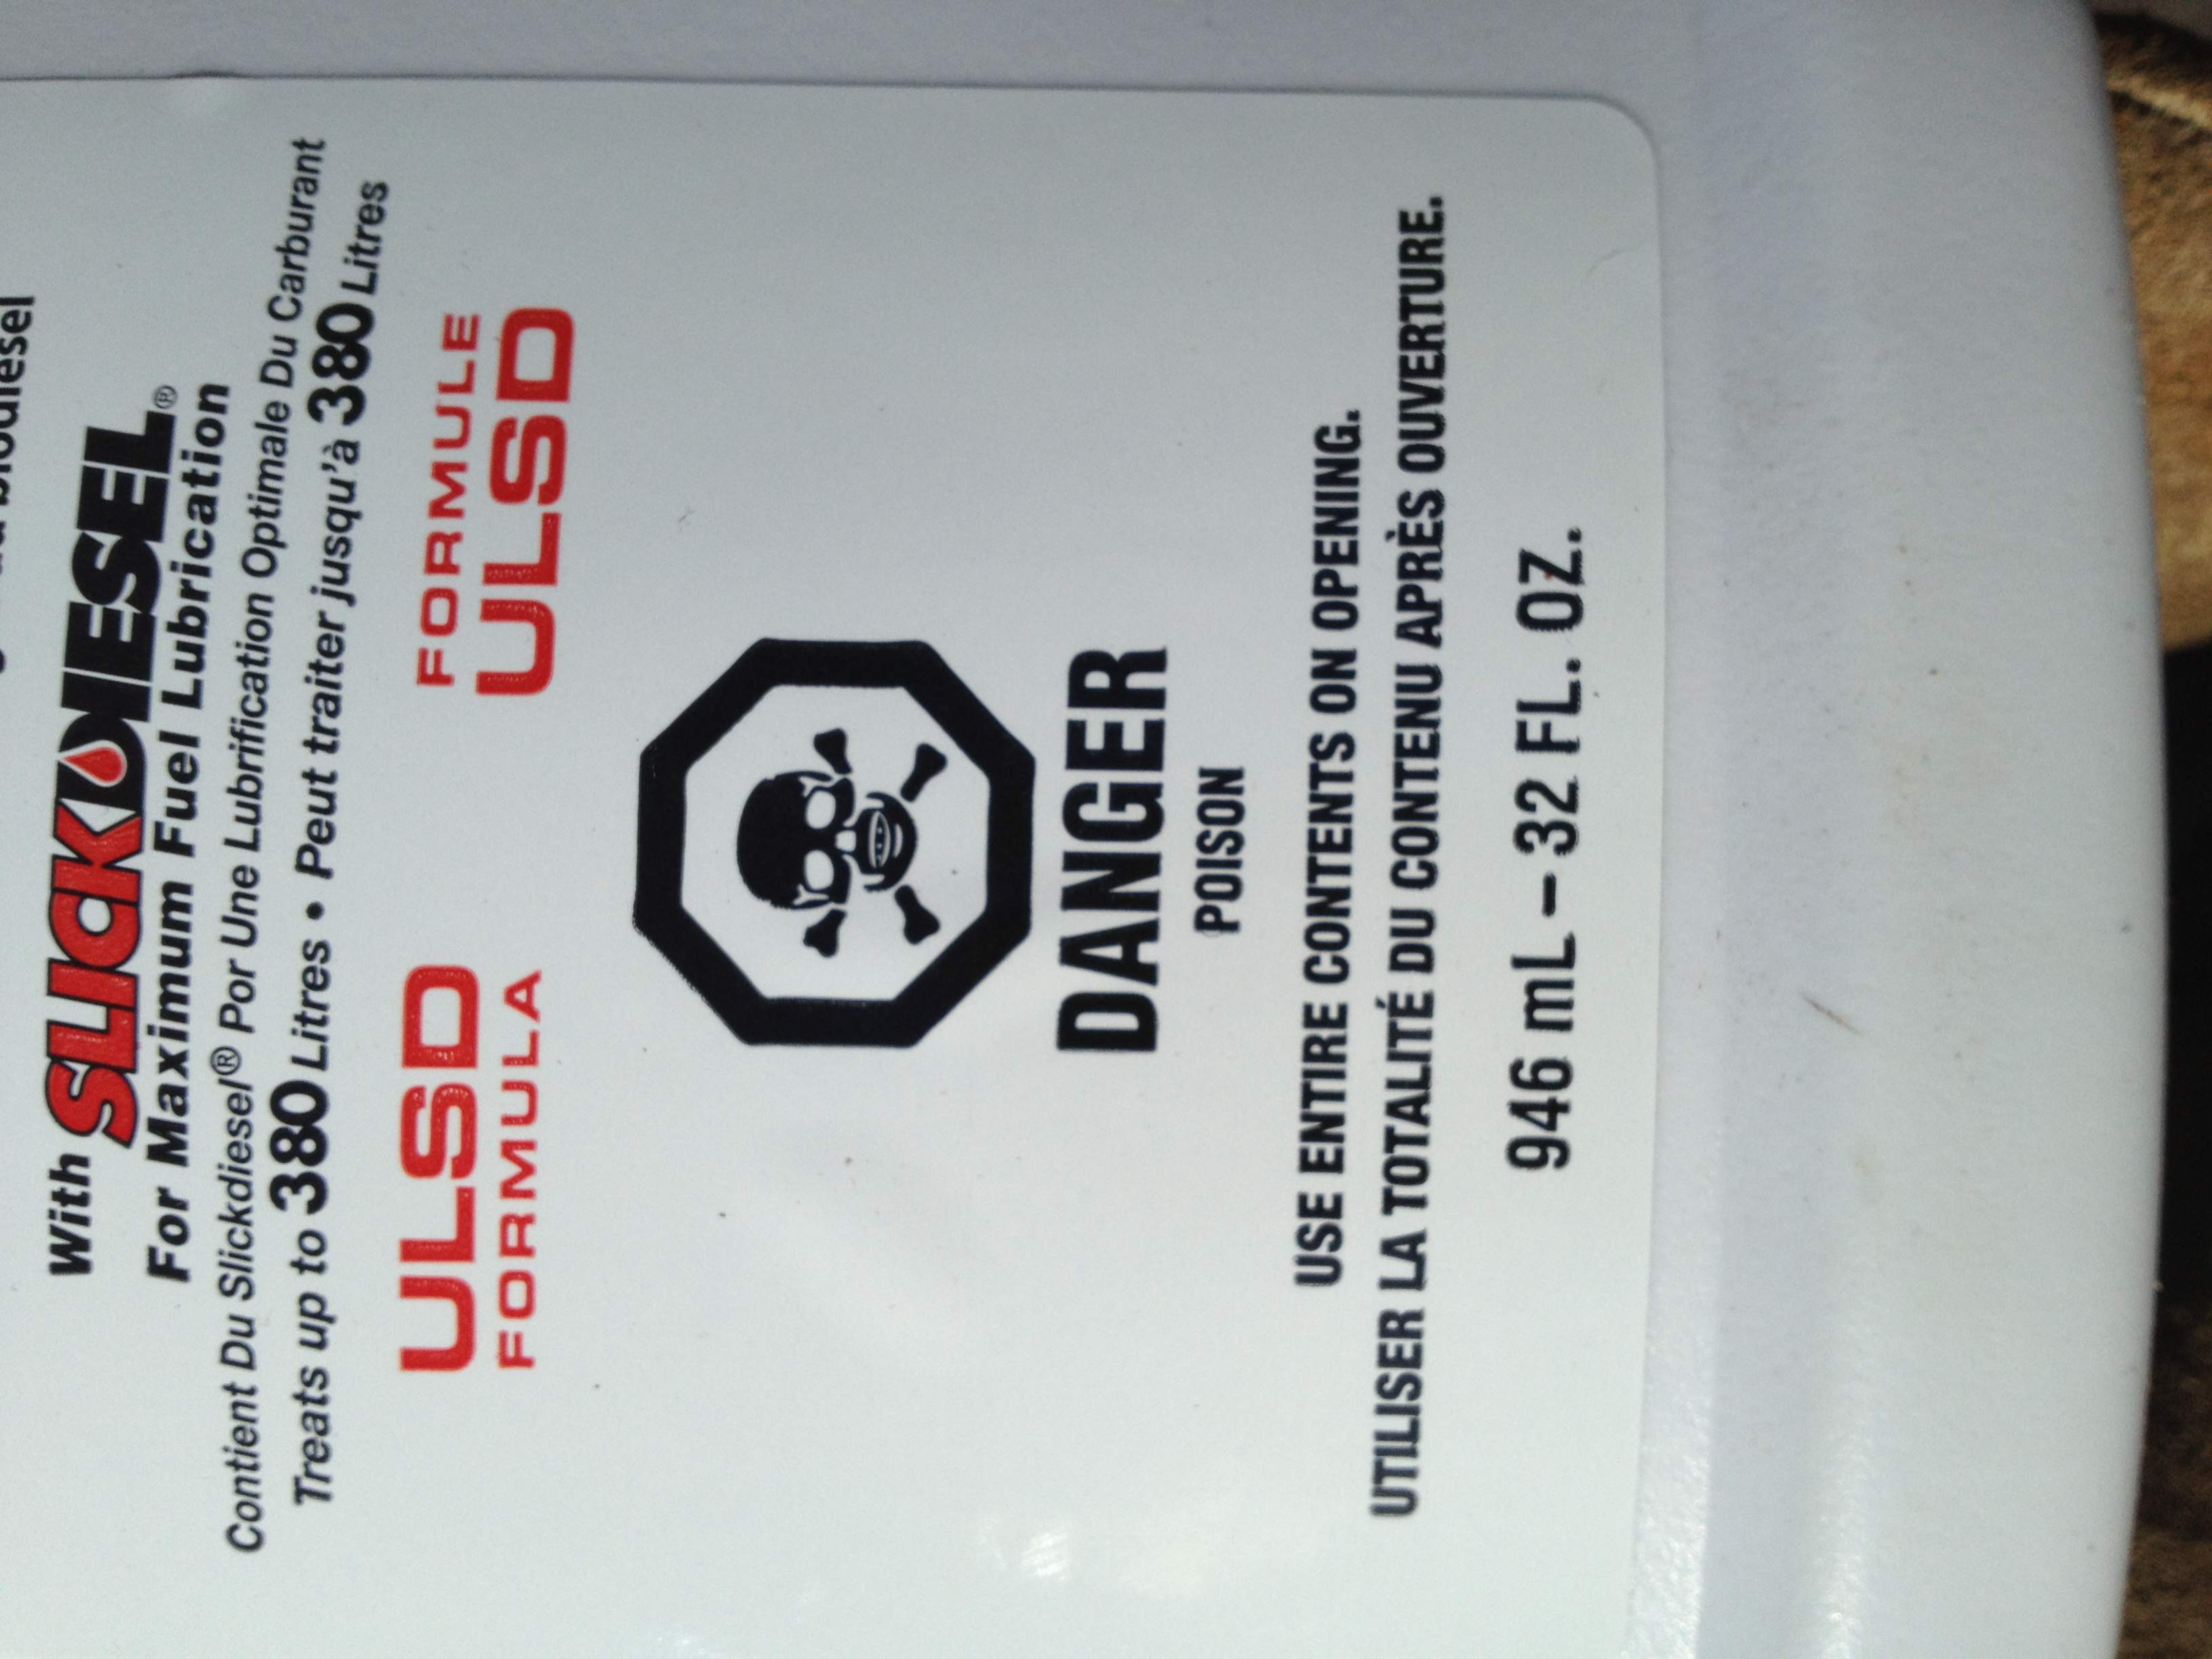 With SLICKDIESEL®
For Maximum Fuel Lubrication
Contient Du Slickdiesel® Por Une Lubrification Optimale Du Carburant
Treats up to 380 Litres • Peut traiter jusqu'à 380 Litres
ULSD FORMULA
FORMULE ULSD
DANGER
POISON
USE ENTIRE CONTENTS ON OPENING.
UTILISER LA TOTALITÉ DU CONTENU APRÈS OUVERTURE.
946 mL – 32 FL. OZ.